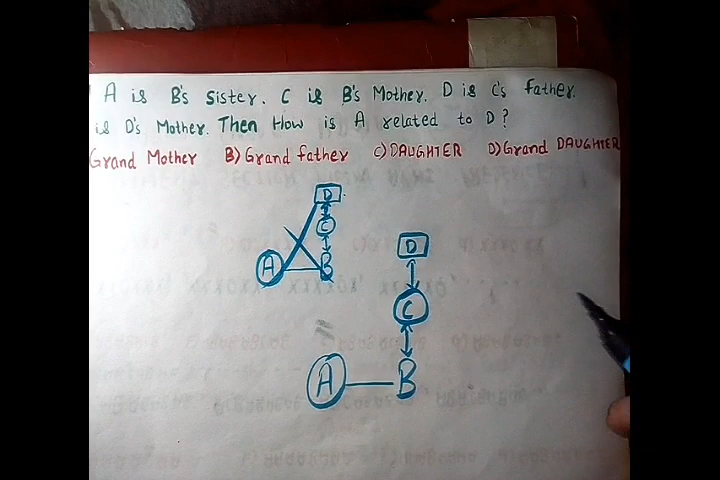 A is B's Sister. C is B's Mother. D is C's father.
is D's Mother. Then How is A related to D?
Grand Mother B) Grand father C) DAUGHTER D) Grand DAUGHTER
D
C
A B
D
C
A B